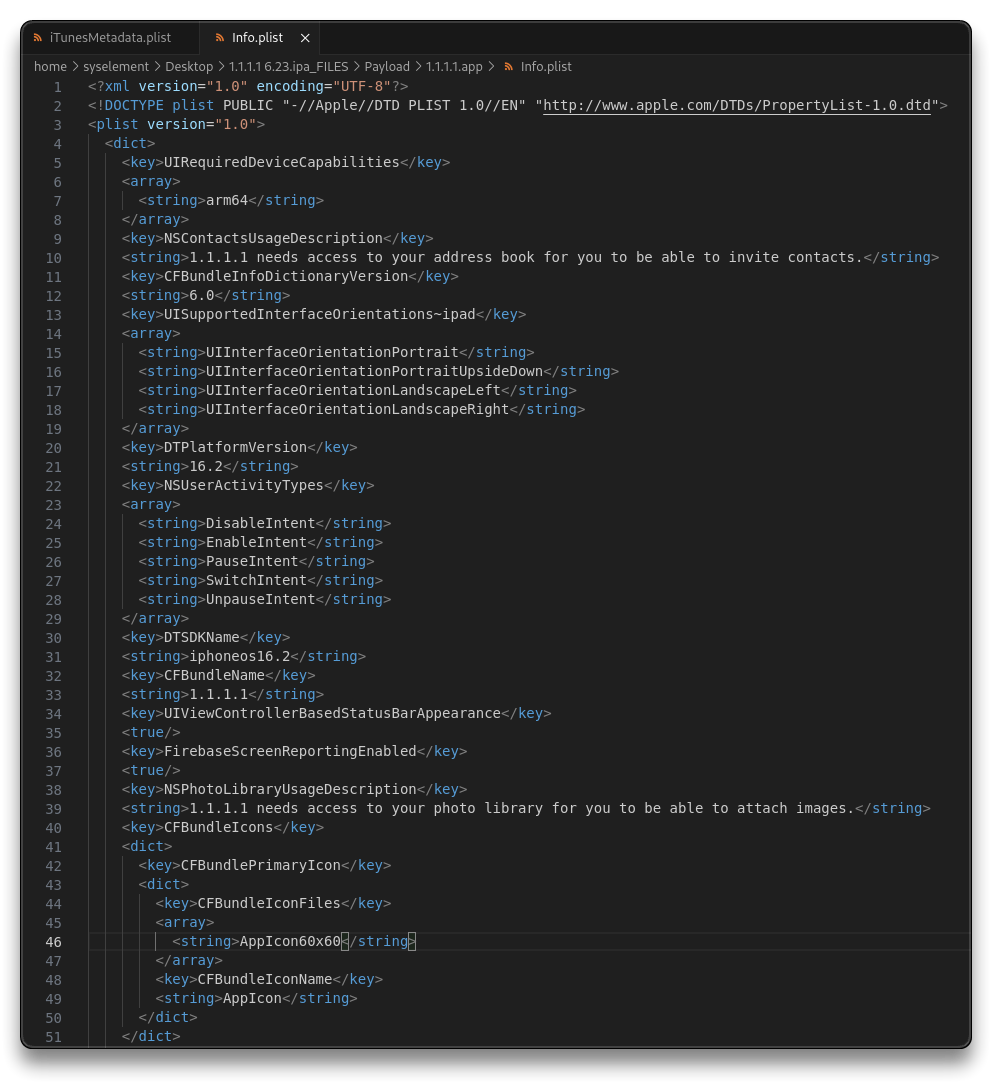 iTunesMetadata.plist
Info.plist
home > syselement > Desktop > 1.1.1.1 6.23.ipa_FILES > Payload > 1.1.1.1.app > Info.plist
1 <?xml version="1.0" encoding="UTF-8"?>
2 <!DOCTYPE plist PUBLIC "-//Apple//DTD PLIST 1.0//EN" "http://www.apple.com/DTDs/PropertyList-1.0.dtd">
3 <plist version="1.0">
4 <dict>
5 <key>UIRequiredDeviceCapabilities</key>
6 <array>
7 <string>arm64</string>
8 </array>
9 <key>NSContactsUsageDescription</key>
10 <string>1.1.1.1 needs access to your address book for you to be able to invite contacts.</string>
11 <key>CFBundleInfoDictionaryVersion</key>
12 <string>6.0</string>
13 <key>UISupportedInterfaceOrientations~ipad</key>
14 <array>
15 <string>UIInterfaceOrientationPortrait</string>
16 <string>UIInterfaceOrientationPortraitUpsideDown</string>
17 <string>UIInterfaceOrientationLandscapeLeft</string>
18 <string>UIInterfaceOrientationLandscapeRight</string>
19 </array>
20 <key>DTPlatformVersion</key>
21 <string>16.2</string>
22 <key>NSUserActivityTypes</key>
23 <array>
24 <string>DisableIntent</string>
25 <string>EnableIntent</string>
26 <string>PauseIntent</string>
27 <string>SwitchIntent</string>
28 <string>UnpauseIntent</string>
29 </array>
30 <key>DTSDKName</key>
31 <string>iphoneos16.2</string>
32 <key>CFBundleName</key>
33 <string>1.1.1.1</string>
34 <key>UIViewControllerBasedStatusBarAppearance</key>
35 <true/>
36 <key>FirebaseScreenReportingEnabled</key>
37 <true/>
38 <key>NSPhotoLibraryUsageDescription</key>
39 <string>1.1.1.1 needs access to your photo library for you to be able to attach images.</string>
40 <key>CFBundleIcons</key>
41 <dict>
42 <key>CFBundlePrimaryIcon</key>
43 <dict>
44 <key>CFBundleIconFiles</key>
45 <array>
46 <string>AppIcon60x60</string>
47 </array>
48 <key>CFBundleIconName</key>
49 <string>AppIcon</string>
50 </dict>
51 </dict>